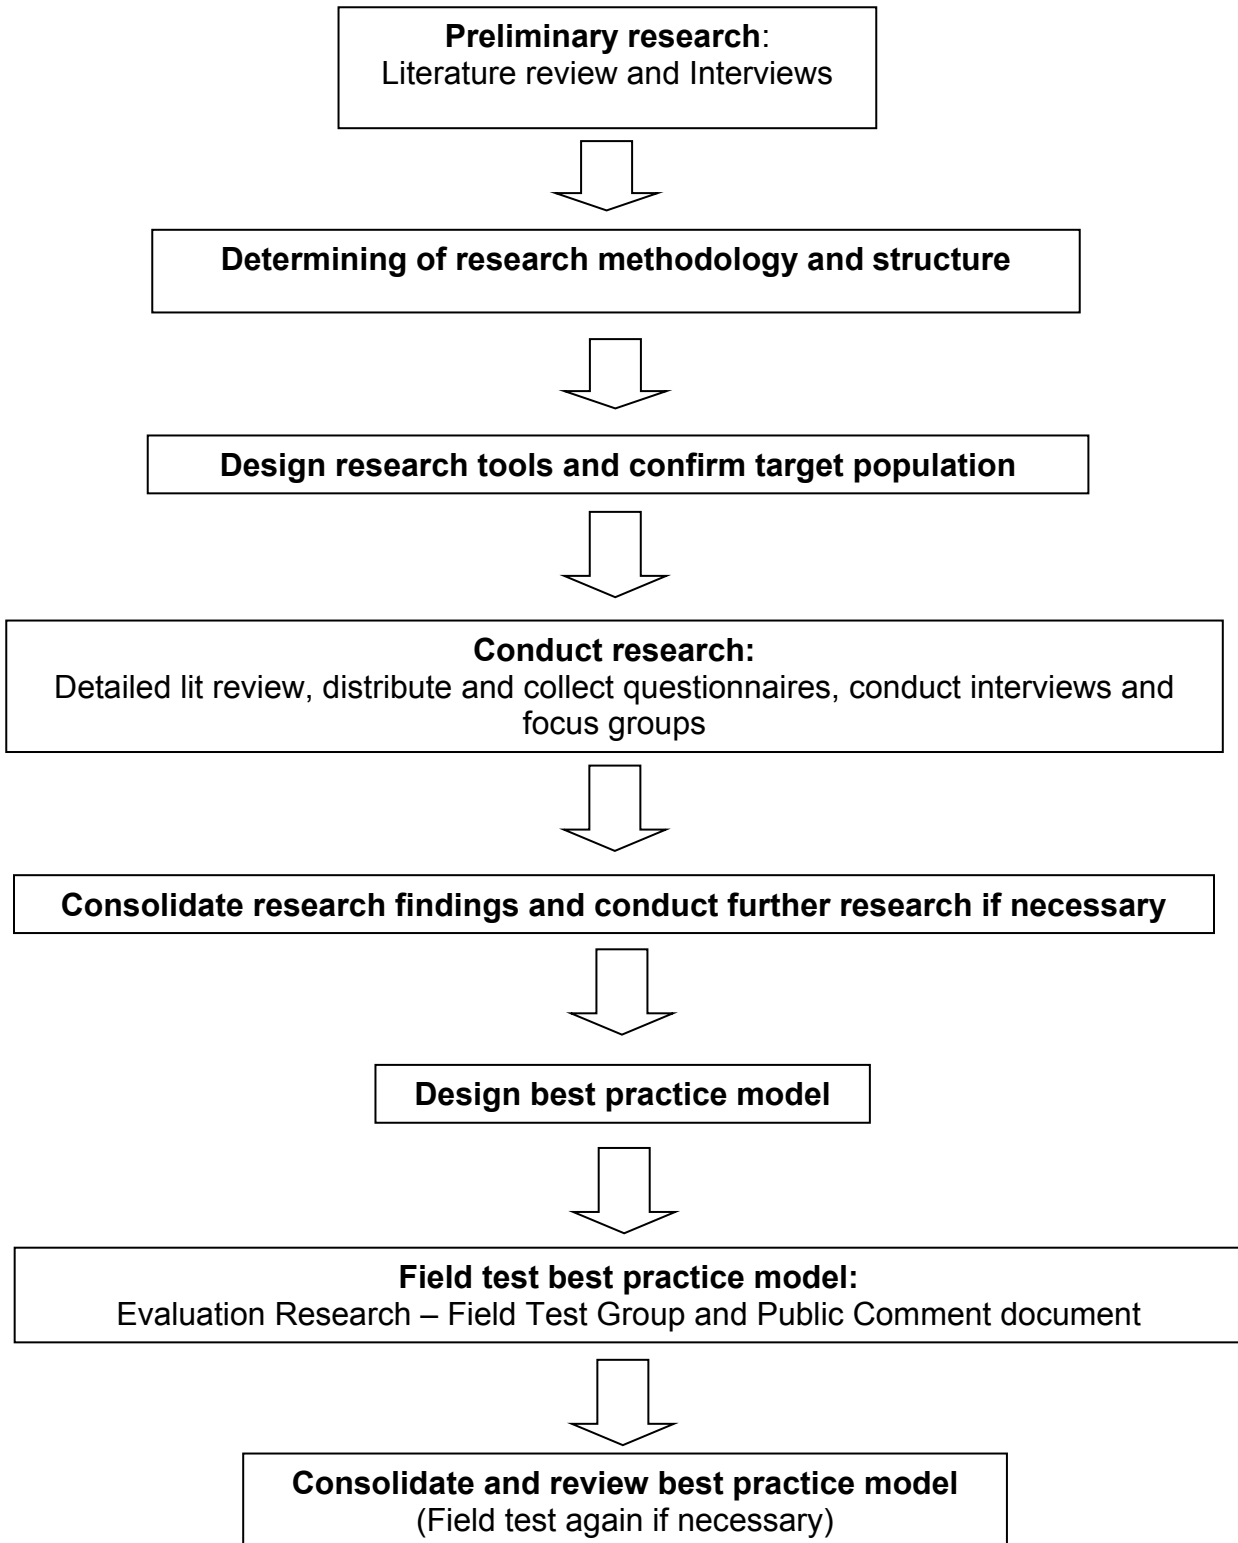 Preliminary research:
Literature review and Interviews
Determining of research methodology and structure
Design research tools and confirm target population
Conduct research:
Detailed lit review, distribute and collect questionnaires, conduct interviews and
focus groups
Consolidate research findings and conduct further research if necessary
Design best practice model
Field test best practice model:
Evaluation Research – Field Test Group and Public Comment document
Consolidate and review best practice model
(Field test again if necessary)